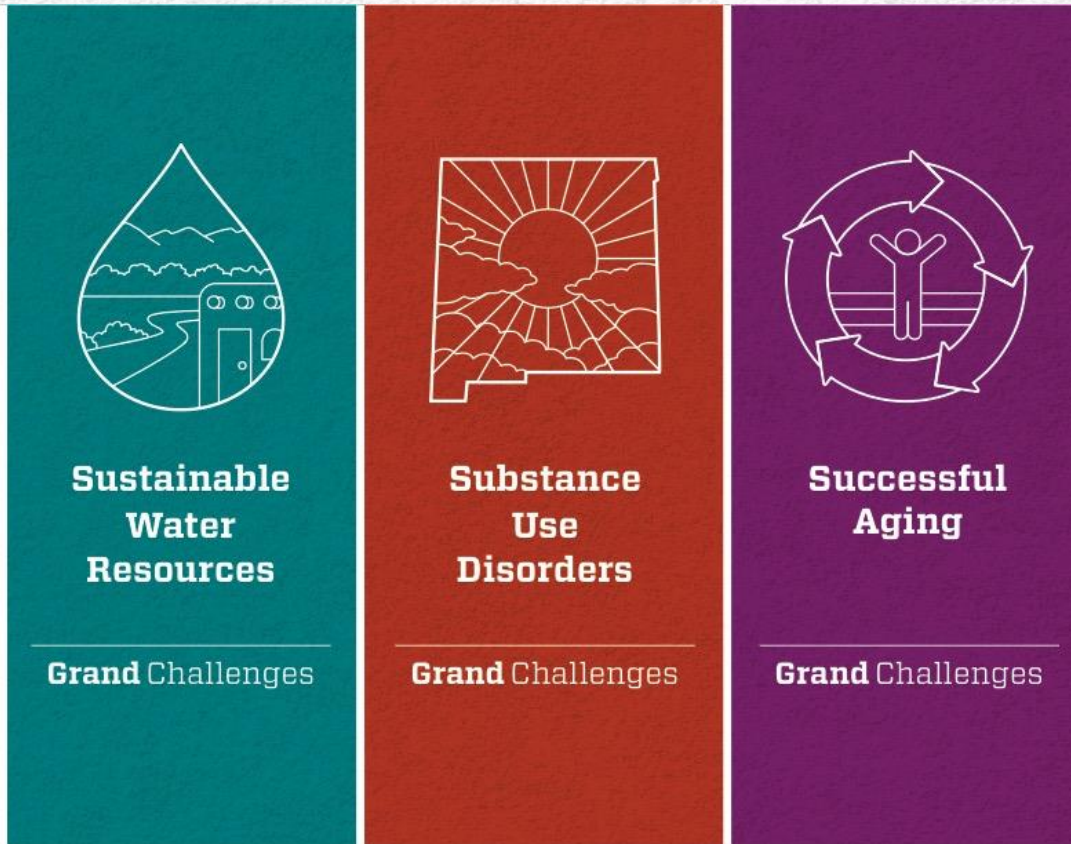 Sustainable
Water
Resources
Grand Challenges
Substance
Use
Disorders
Grand Challenges
Successful
Aging
Grand Challenges